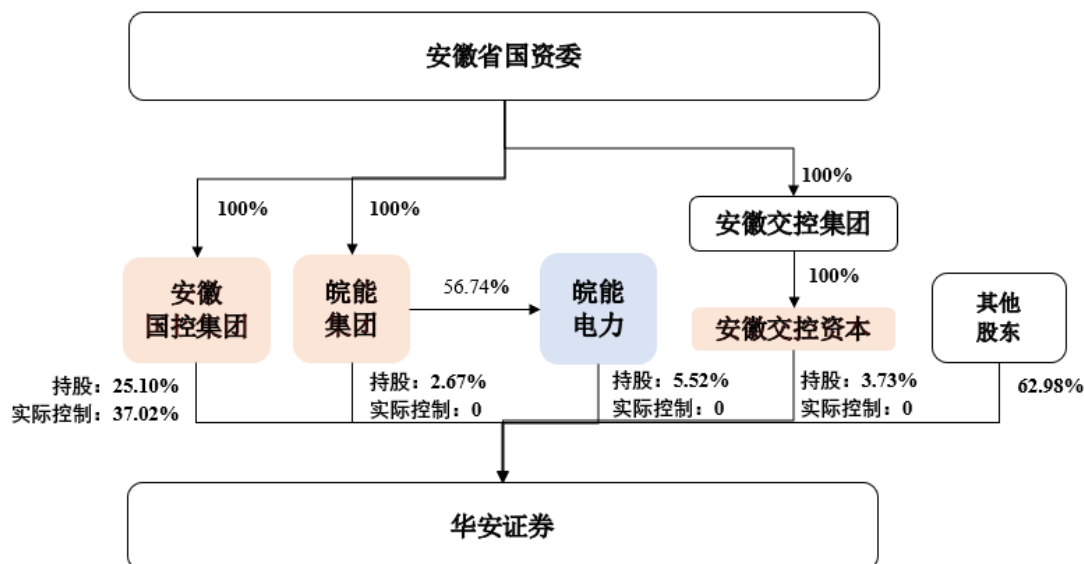 安徽省国资委
100%
100%
100%
安徽交控集团
100%
安徽
国控集团
皖能
集团
56.74%
皖能
电力
安徽交控资本
其他
股东
持股：25.10%
实际控制：37.02%
持股：2.67%
实际控制：0
持股：5.52%
实际控制：0
持股：3.73%
实际控制：0
62.98%
华安证券